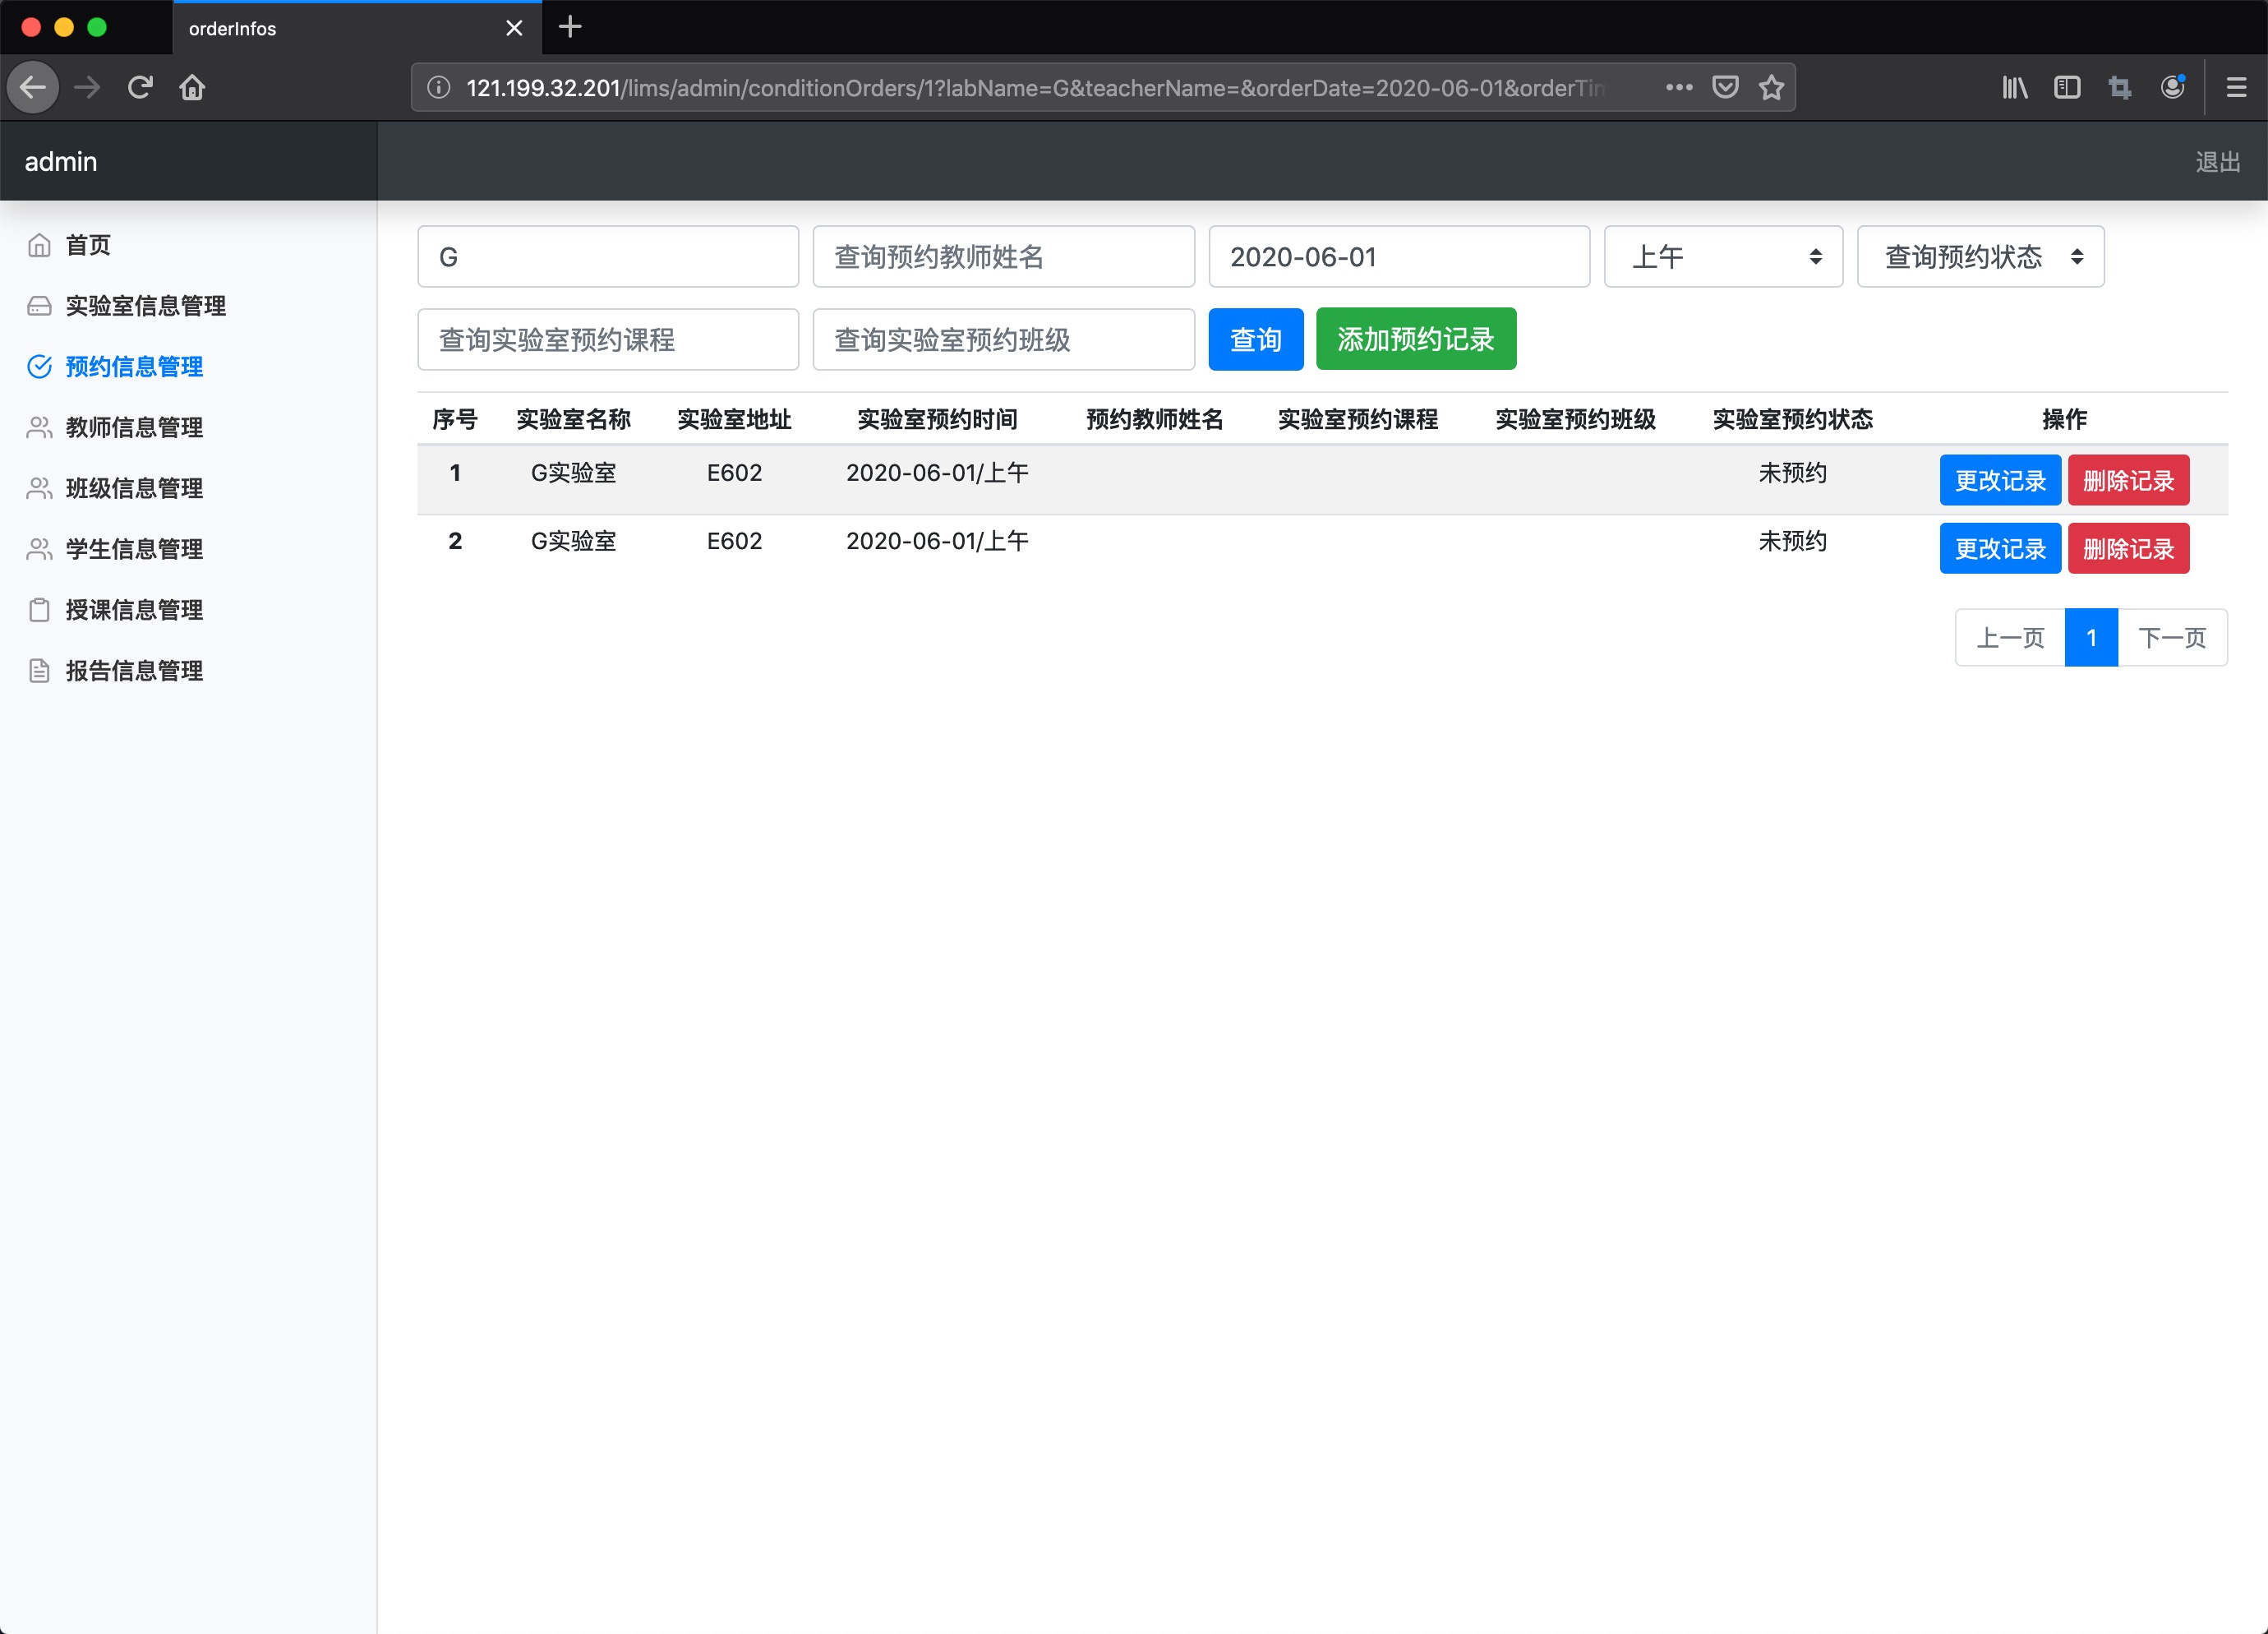 orderInfos
121.199.32.201/lims/admin/conditionOrders/1?labName=G&teacherName=&orderDate=2020-06-01&orderTim
admin
退出
首页
实验室信息管理
预约信息管理
教师信息管理
班级信息管理
学生信息管理
授课信息管理
报告信息管理
G 查询预约教师姓名 2020-06-01 上午 查询预约状态
查询实验室预约课程 查询实验室预约班级 查询 添加预约记录
序号 实验室名称 实验室地址 实验室预约时间 预约教师姓名 实验室预约课程 实验室预约班级 实验室预约状态 操作
1 G实验室 E602 2020-06-01/上午 未预约 更改记录 删除记录
2 G实验室 E602 2020-06-01/上午 未预约 更改记录 删除记录
上一页 1 下一页